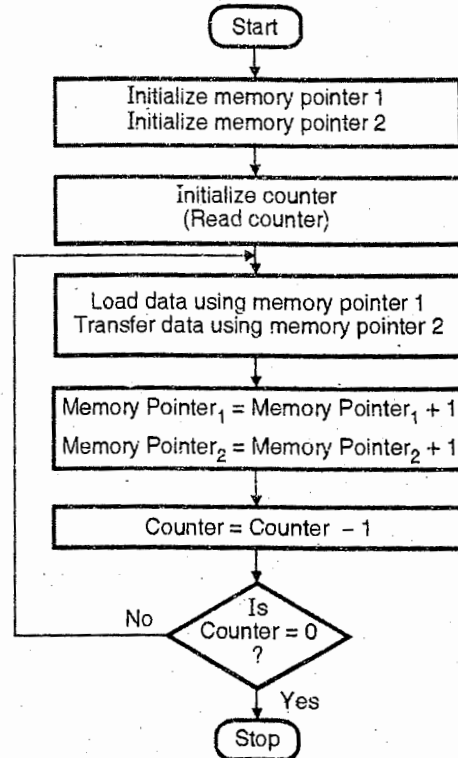 Start
Initialize memory pointer 1
Initialize memory pointer 2
Initialize counter
(Read counter)
Load data using memory pointer 1
Transfer data using memory pointer 2
Memory Pointer₁ = Memory Pointer₁ + 1
Memory Pointer₂ = Memory Pointer₂ + 1
Counter = Counter − 1
Is
Counter = 0
?
No
Yes
Stop